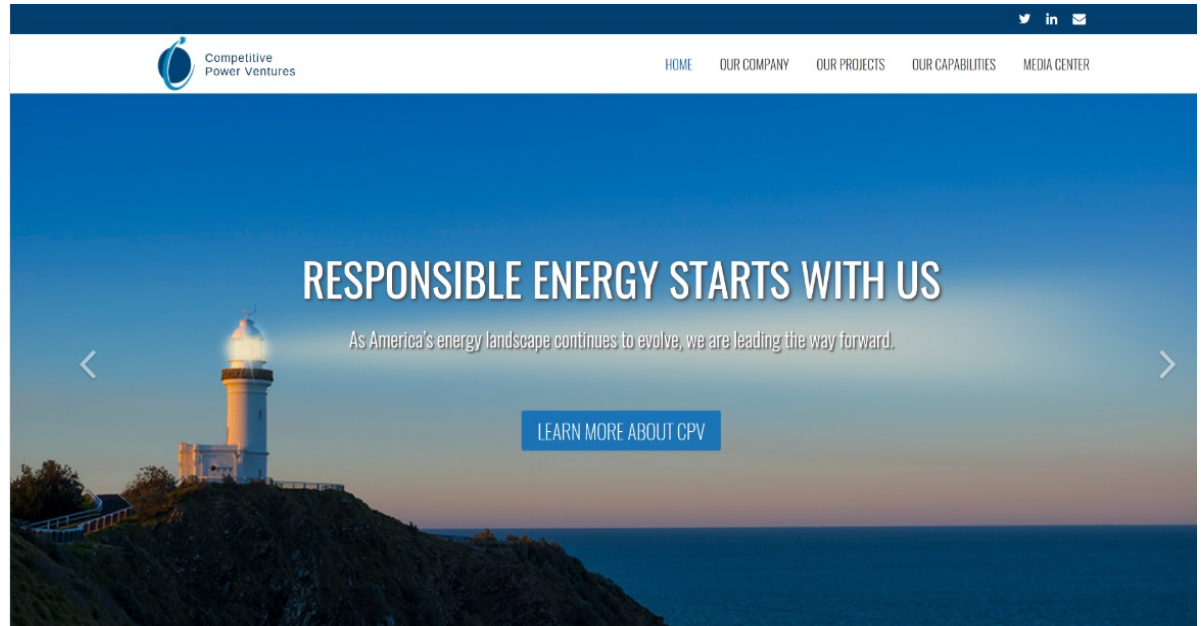 Competitive
Power Ventures
HOME OUR COMPANY OUR PROJECTS OUR CAPABILITIES MEDIA CENTER
RESPONSIBLE ENERGY STARTS WITH US
As America's energy landscape continues to evolve, we are leading the way forward.
LEARN MORE ABOUT CPV